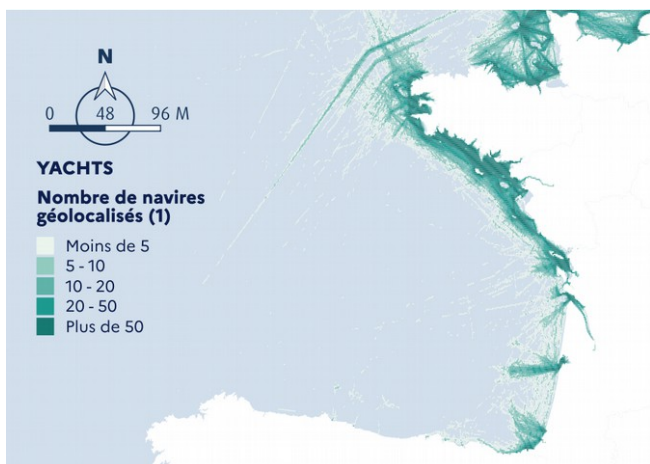 N
0 48 96 M
YACHTS
Nombre de navires
géolocalisés (1)
Moins de 5
5 - 10
10 - 20
20 - 50
Plus de 50